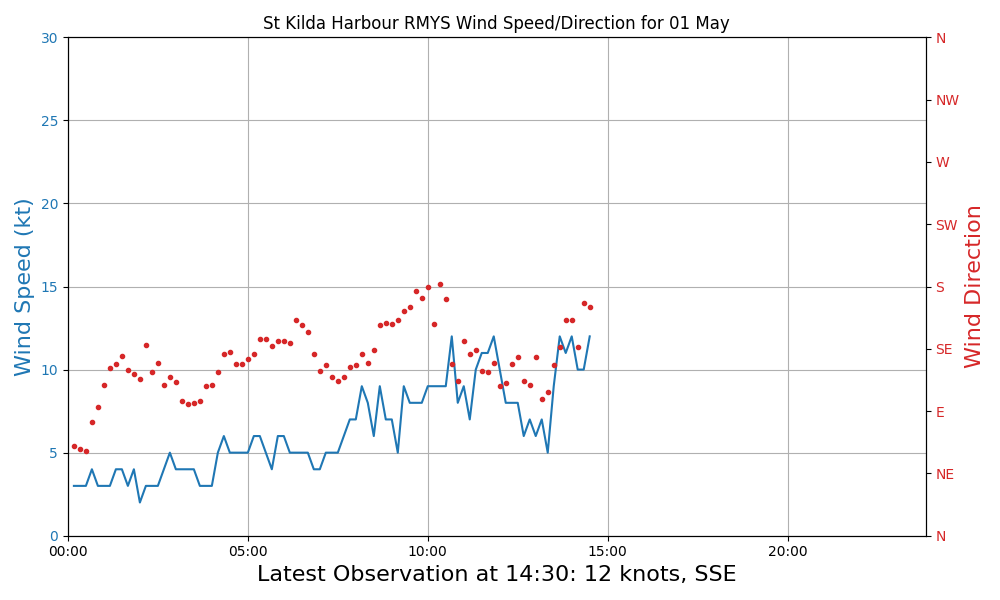 St Kilda Harbour RMYS Wind Speed/Direction for 01 May
30
25
20
15
10
5
0
Wind Speed (kt)
N
NW
W
SW
S
SE
E
NE
N
Wind Direction
00:00
05:00
10:00
15:00
20:00
Latest Observation at 14:30: 12 knots, SSE